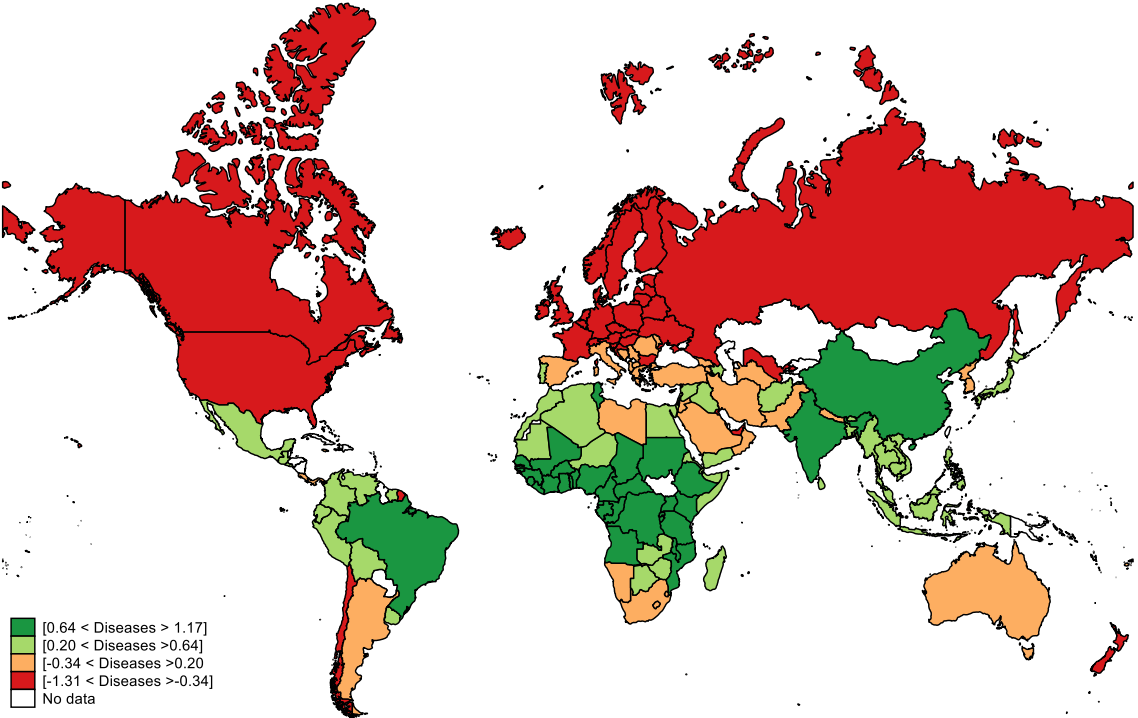 [0.64 < Diseases > 1.17]
[0.20 < Diseases >0.64]
[-0.34 < Diseases >0.20
[-1.31 < Diseases >-0.34]
No data